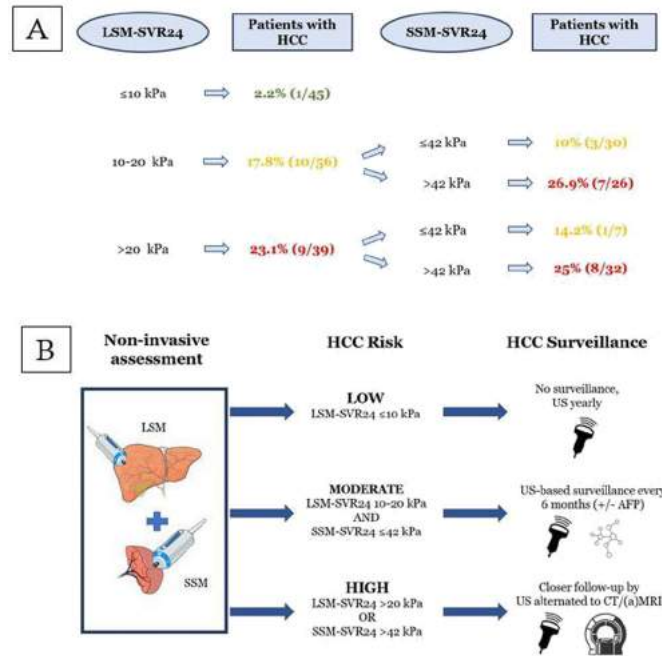 A
LSM-SVR24
Patients with
HCC
SSM-SVR24
Patients with
HCC
≤10 kPa
2.2% (1/45)
10-20 kPa
17.8% (10/56)
≤42 kPa
10% (3/30)
>42 kPa
26.9% (7/26)
>20 kPa
23.1% (9/39)
≤42 kPa
14.2% (1/7)
>42 kPa
25% (8/32)
B
Non-invasive
assessment
HCC Risk
HCC Surveillance
LSM
SSM
LOW
LSM-SVR24 ≤10 kPa
No surveillance,
US yearly
MODERATE
LSM-SVR24 10-20 kPa
AND
SSM-SVR24 ≤42 kPa
US-based surveillance every
6 months (+/- AFP)
HIGH
LSM-SVR24 >20 kPa
OR
SSM-SVR24 >42 kPa
Closer follow-up by
US alternated to CT/(a)MRI